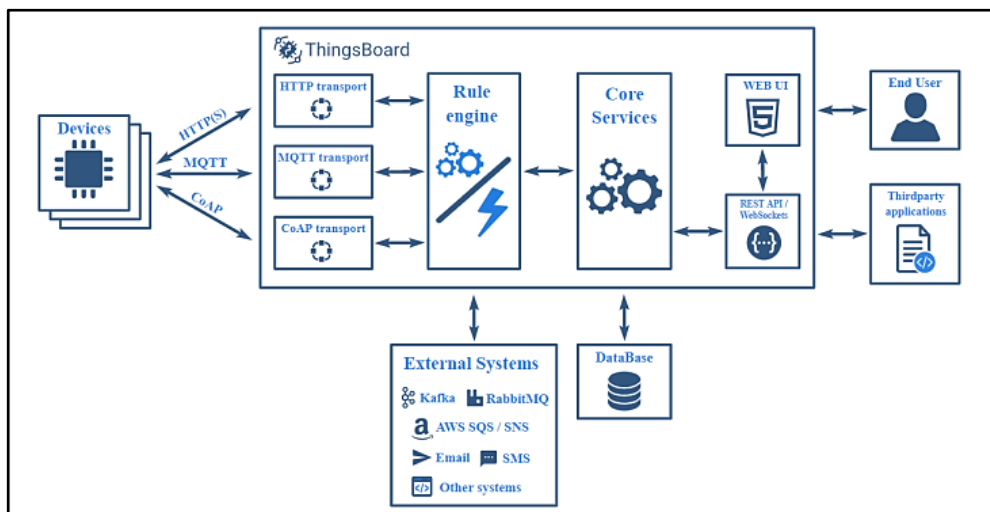 ThingsBoard
Devices
HTTP(S)
MQTT
CoAP
HTTP transport
MQTT transport
CoAP transport
Rule
engine
Core
Services
WEB UI
5
REST API /
WebSockets
{...}
End User
Thirdparty
applications
</>
External Systems
Kafka
RabbitMQ
a
AWS SQS / SNS
Email
SMS
</>
Other systems
DataBase